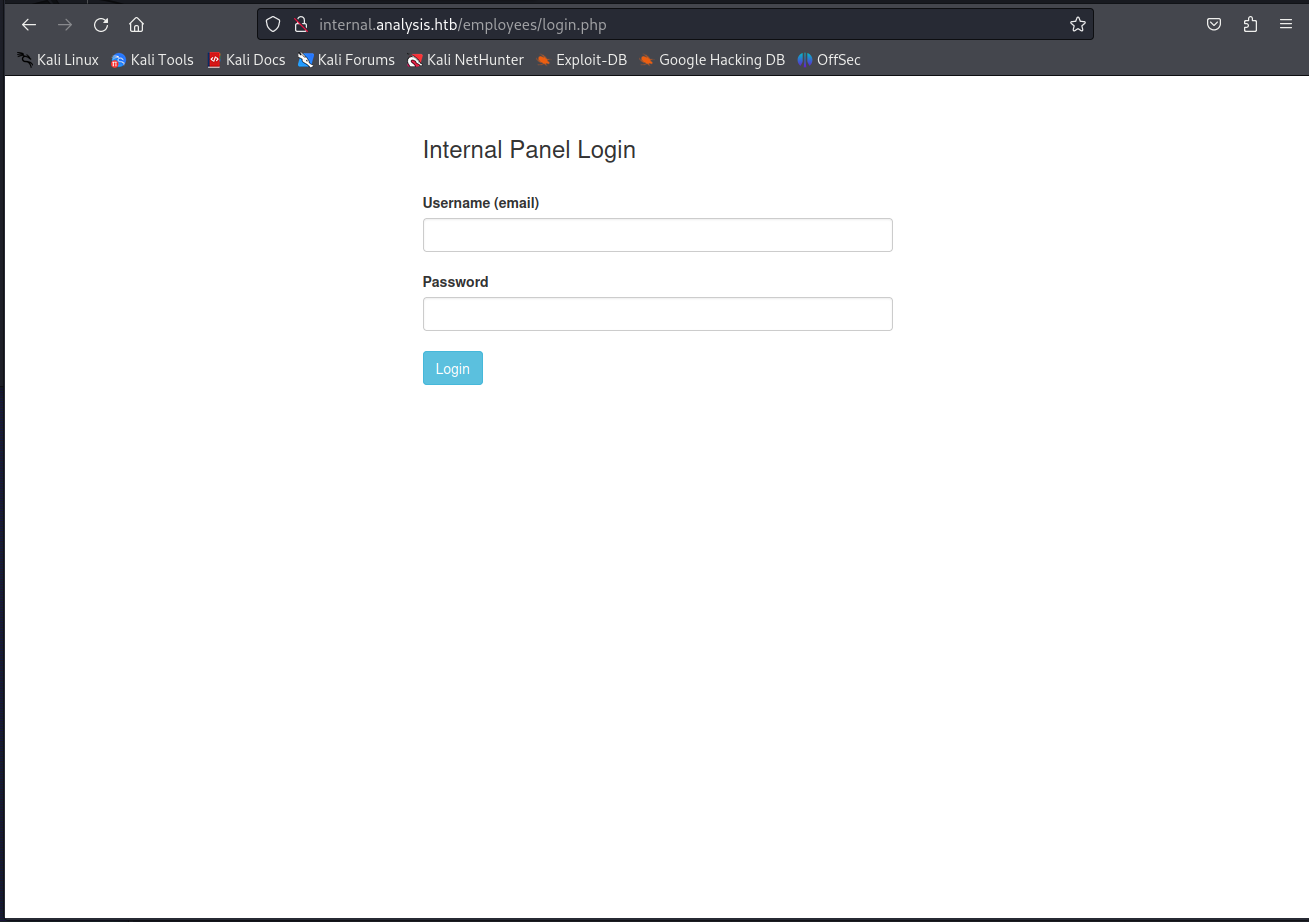 internal.analysis.htb/employees/login.php
Kali Linux Kali Tools Kali Docs Kali Forums Kali NetHunter Exploit-DB Google Hacking DB OffSec
Internal Panel Login
Username (email)
Password
Login